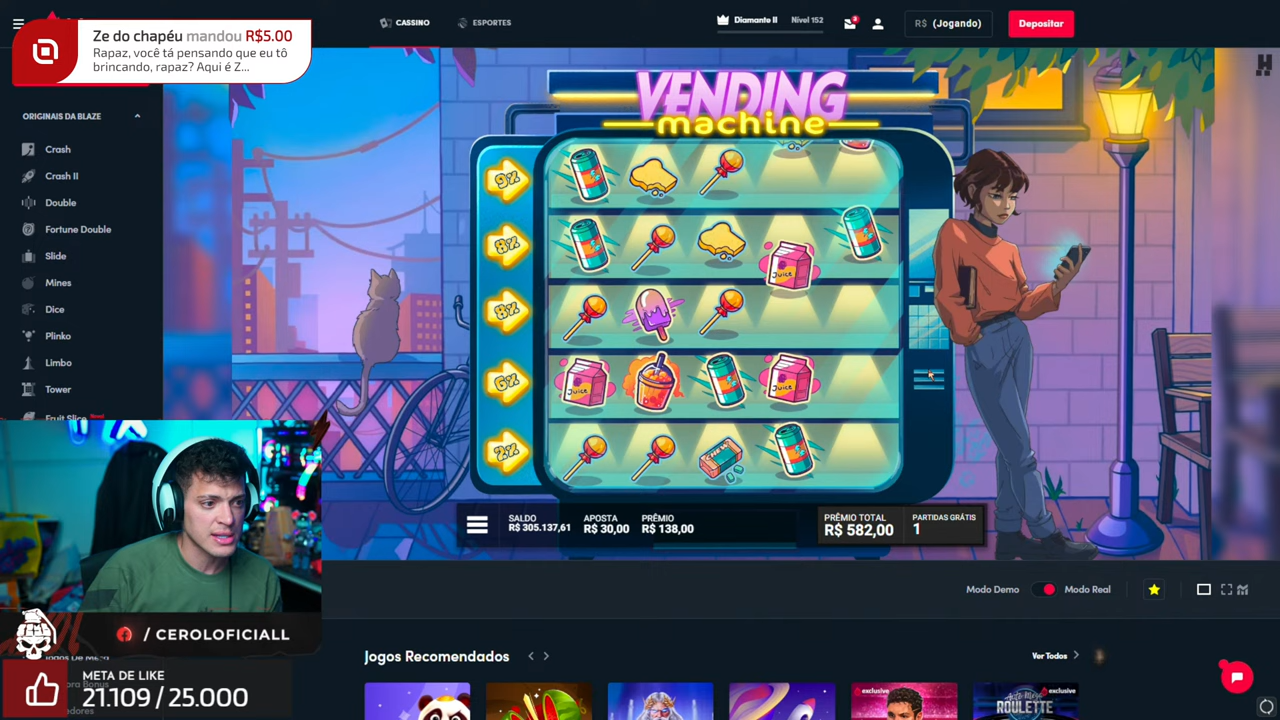 Ze do chapéu mandou R$5.00
Rapaz, você tá pensando que eu tô
brincando, rapaz? Aqui é Z...
CASSINO
ESPORTES
Diamante II Nível 152
3
R$ (Jogando)
Depositar
ORIGINAIS DA BLAZE
Crash
Crash II
Double
Fortune Double
Slide
Mines
Dice
Plinko
Limbo
Tower
Fruit Slice
VENDING
machine
9x
8x
8x
6x
2x
Juice
Juice
Juice
CHEW
SALDO
R$ 305.137,61
APOSTA
R$ 30,00
PRÊMIO
R$ 138,00
PRÊMIO TOTAL
R$ 582,00
PARTIDAS GRÁTIS
1
Modo Demo
Modo Real
/ CEROLOFICIALL
META DE LIKE
21.109 / 25.000
Jogos Recomendados
Ver Todos
exclusive
exclusive
ROULETTE